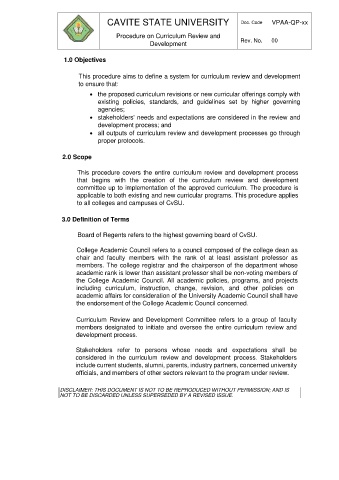 CAVITE STATE UNIVERSITY
Doc. Code VPAA-QP-xx
Procedure on Curriculum Review and
Development
Rev. No. 00
1.0 Objectives
This procedure aims to define a system for curriculum review and development
to ensure that:
• the proposed curriculum revisions or new curricular offerings comply with
existing policies, standards, and guidelines set by higher governing
agencies;
• stakeholders' needs and expectations are considered in the review and
development process; and
• all outputs of curriculum review and development processes go through
proper protocols.
2.0 Scope
This procedure covers the entire curriculum review and development process
that begins with the creation of the curriculum review and development
committee up to implementation of the approved curriculum. The procedure is
applicable to both existing and new curricular programs. This procedure applies
to all colleges and campuses of CvSU.
3.0 Definition of Terms
Board of Regents refers to the highest governing board of CvSU.
College Academic Council refers to a council composed of the college dean as
chair and faculty members with the rank of at least assistant professor as
members. The college registrar and the chairperson of the department whose
academic rank is lower than assistant professor shall be non-voting members of
the College Academic Council. All academic policies, programs, and projects
including curriculum, instruction, change, revision, and other policies on
academic affairs for consideration of the University Academic Council shall have
the endorsement of the College Academic Council concerned.
Curriculum Review and Development Committee refers to a group of faculty
members designated to initiate and oversee the entire curriculum review and
development process.
Stakeholders refer to persons whose needs and expectations shall be
considered in the curriculum review and development process. Stakeholders
include current students, alumni, parents, industry partners, concerned university
officials, and members of other sectors relevant to the program under review.
DISCLAIMER: THIS DOCUMENT IS NOT TO BE REPRODUCED WITHOUT PERMISSION; AND IS
NOT TO BE DISCARDED UNLESS SUPERSEDED BY A REVISED ISSUE.